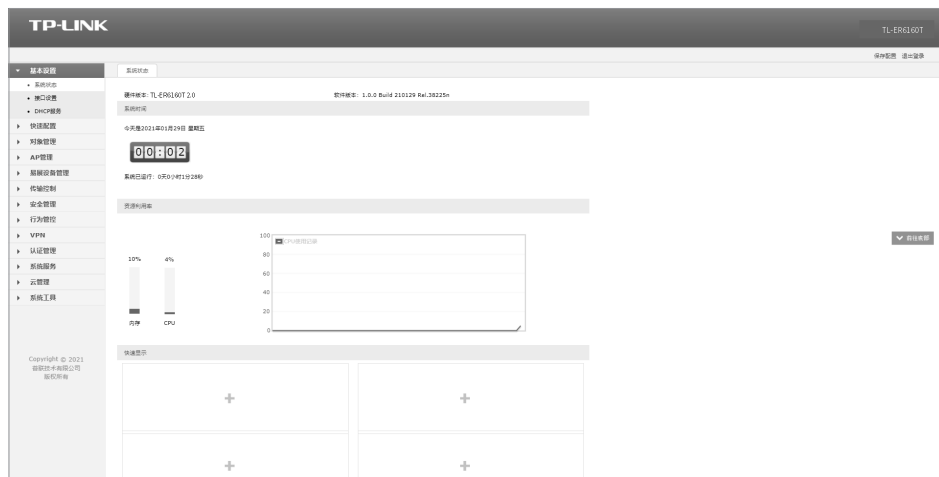 TP-LINK
TL-ER6160T
保存配置 退出登录
基本设置
系统状态
系统状态
接口设置
DHCP服务
快速配置
对象管理
AP管理
易展设备管理
传输控制
安全管理
行为管控
VPN
认证管理
系统服务
云管理
系统工具
Copyright © 2021
普联技术有限公司
版权所有
硬件版本: TL-ER6160T 2.0
软件版本: 1.0.0 Build 210129 Rel.38225n
系统时间
今天是2021年01月29日 星期五
00:02
系统已运行: 0天0小时1分28秒
资源利用率
10%
4%
内存
CPU
100
80
60
40
20
0
CPU使用记录
快速显示
前往底部